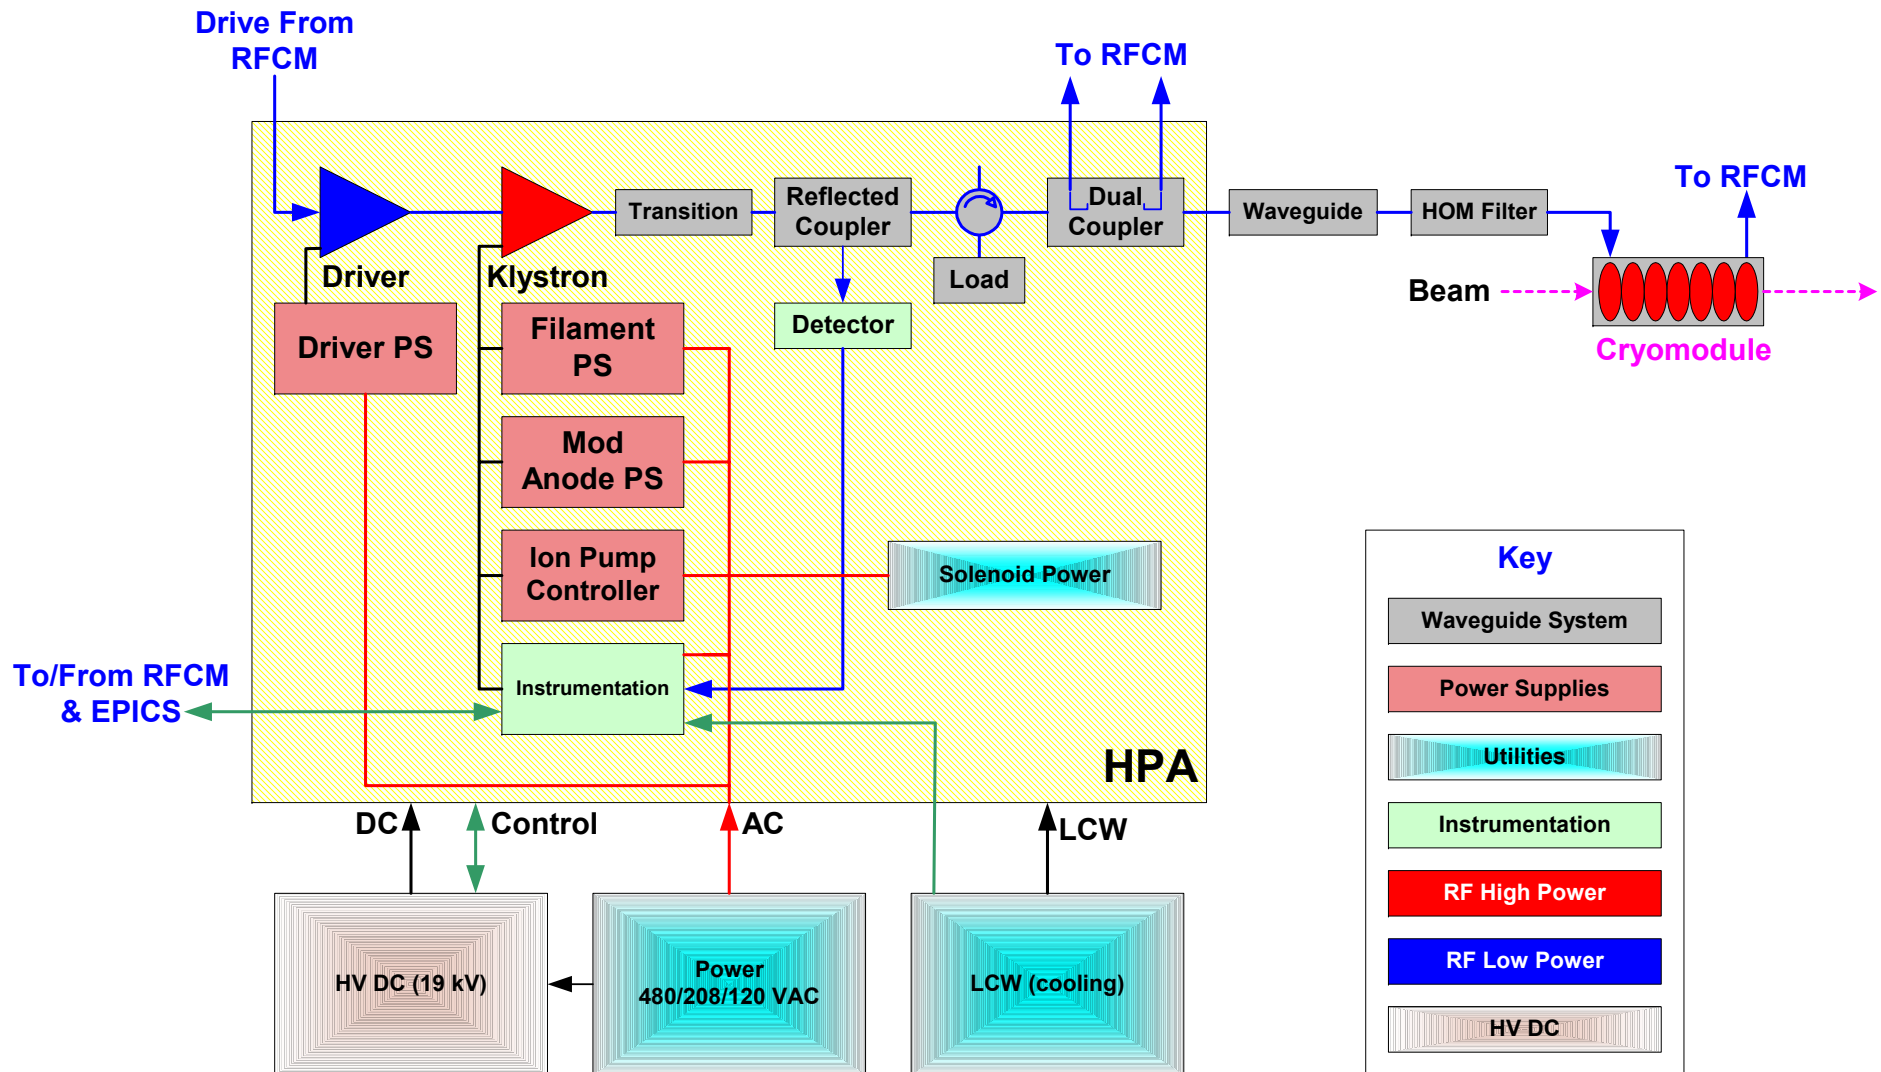 Drive From
RFCM
To RFCM
To RFCM
Transition
Reflected
Coupler
Dual
Coupler
Waveguide
HOM Filter
Driver
Klystron
Load
Beam
Cryomodule
Driver PS
Filament
PS
Detector
Mod
Anode PS
Ion Pump
Controller
Solenoid Power
Instrumentation
To/From RFCM
& EPICS
HPA
DC
Control
AC
LCW
HV DC (19 kV)
Power
480/208/120 VAC
LCW (cooling)
Key
Waveguide System
Power Supplies
Utilities
Instrumentation
RF High Power
RF Low Power
HV DC